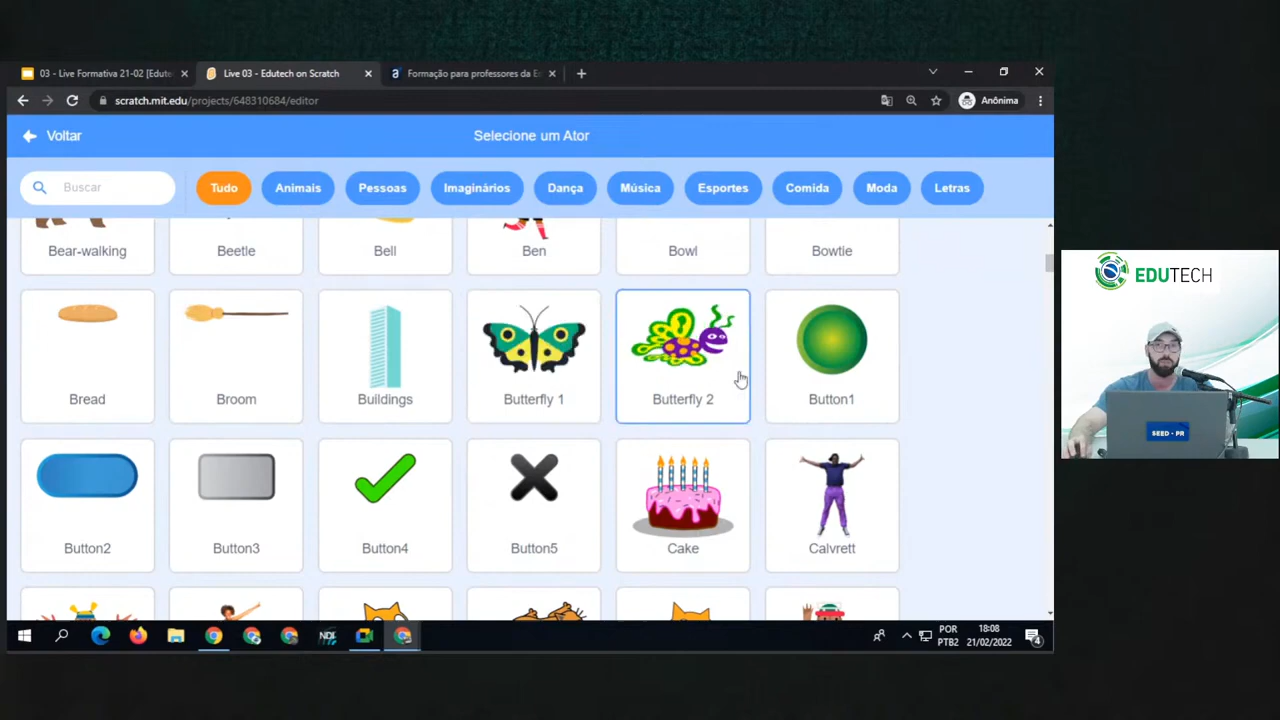 03 - Live Formativa 21-02 [Edute
Live 03 - Edutech on Scratch
Formação para professores da E
scratch.mit.edu/projects/648310684/editor
Anônima
Voltar
Selecione um Ator
Buscar
Tudo
Animais
Pessoas
Imaginários
Dança
Música
Esportes
Comida
Moda
Letras
Bear-walking
Beetle
Bell
Ben
Bowl
Bowtie
Bread
Broom
Buildings
Butterfly 1
Butterfly 2
Button1
Button2
Button3
Button4
Button5
Cake
Calvrett
NDI
POR
PTB2
18:08
21/02/2022
4
EDUTECH
SEED - PR